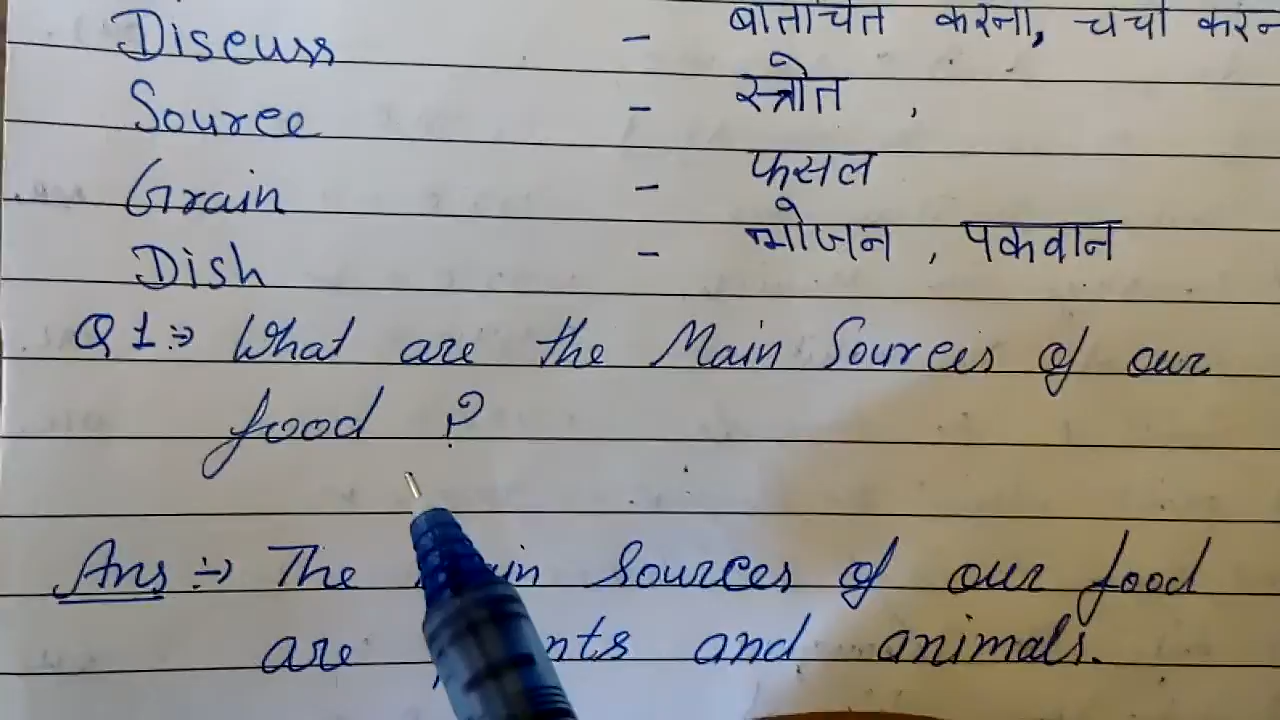 Discuss - बातचित करना, चर्चा करन
Source - स्त्रोत ,
Grain - फसल
Dish - भोजन , पकवान
Q1:⇒ What are the Main Sources of our
food ?
Ans :→ The sources of our food
are and animals.